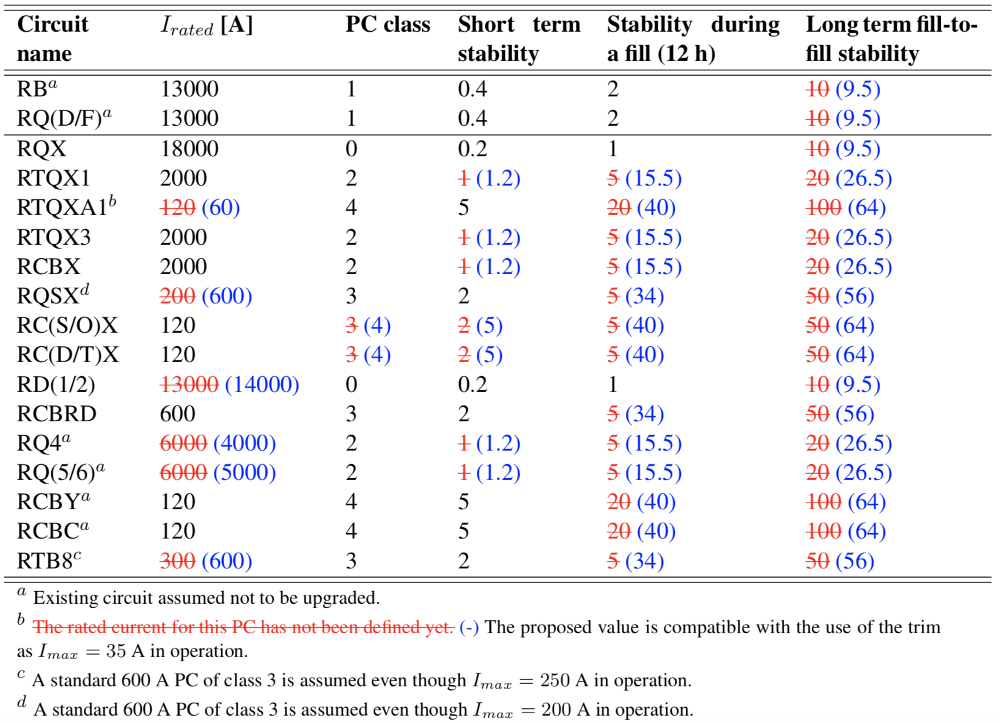 Circuit name | I_rated [A] | PC class | Short term stability | Stability during a fill (12 h) | Long term fill-to-fill stability
RB^a | 13000 | 1 | 0.4 | 2 | ~~10~~ (9.5)
RQ(D/F)^a | 13000 | 1 | 0.4 | 2 | ~~10~~ (9.5)
RQX | 18000 | 0 | 0.2 | 1 | ~~10~~ (9.5)
RTQX1 | 2000 | 2 | ~~1~~ (1.2) | ~~5~~ (15.5) | ~~20~~ (26.5)
RTQXA1^b | ~~120~~ (60) | 4 | 5 | ~~20~~ (40) | ~~100~~ (64)
RTQX3 | 2000 | 2 | ~~1~~ (1.2) | ~~5~~ (15.5) | ~~20~~ (26.5)
RCBX | 2000 | 2 | ~~1~~ (1.2) | ~~5~~ (15.5) | ~~20~~ (26.5)
RQSX^d | ~~200~~ (600) | 3 | 2 | ~~5~~ (34) | ~~50~~ (56)
RC(S/O)X | 120 | ~~3~~ (4) | ~~2~~ (5) | ~~5~~ (40) | ~~50~~ (64)
RC(D/T)X | 120 | ~~3~~ (4) | ~~2~~ (5) | ~~5~~ (40) | ~~50~~ (64)
RD(1/2) | ~~13000~~ (14000) | 0 | 0.2 | 1 | ~~10~~ (9.5)
RCBRD | 600 | 3 | 2 | ~~5~~ (34) | ~~50~~ (56)
RQ4^a | ~~6000~~ (4000) | 2 | ~~1~~ (1.2) | ~~5~~ (15.5) | ~~20~~ (26.5)
RQ(5/6)^a | ~~6000~~ (5000) | 2 | ~~1~~ (1.2) | ~~5~~ (15.5) | ~~20~~ (26.5)
RCBY^a | 120 | 4 | 5 | ~~20~~ (40) | ~~100~~ (64)
RCBC^a | 120 | 4 | 5 | ~~20~~ (40) | ~~100~~ (64)
RTB8^c | ~~300~~ (600) | 3 | 2 | ~~5~~ (34) | ~~50~~ (56)
^a Existing circuit assumed not to be upgraded.
^b ~~The rated current for this PC has not been defined yet.~~ (-) The proposed value is compatible with the use of the trim
as I_max = 35 A in operation.
^c A standard 600 A PC of class 3 is assumed even though I_max = 250 A in operation.
^d A standard 600 A PC of class 3 is assumed even though I_max = 200 A in operation.